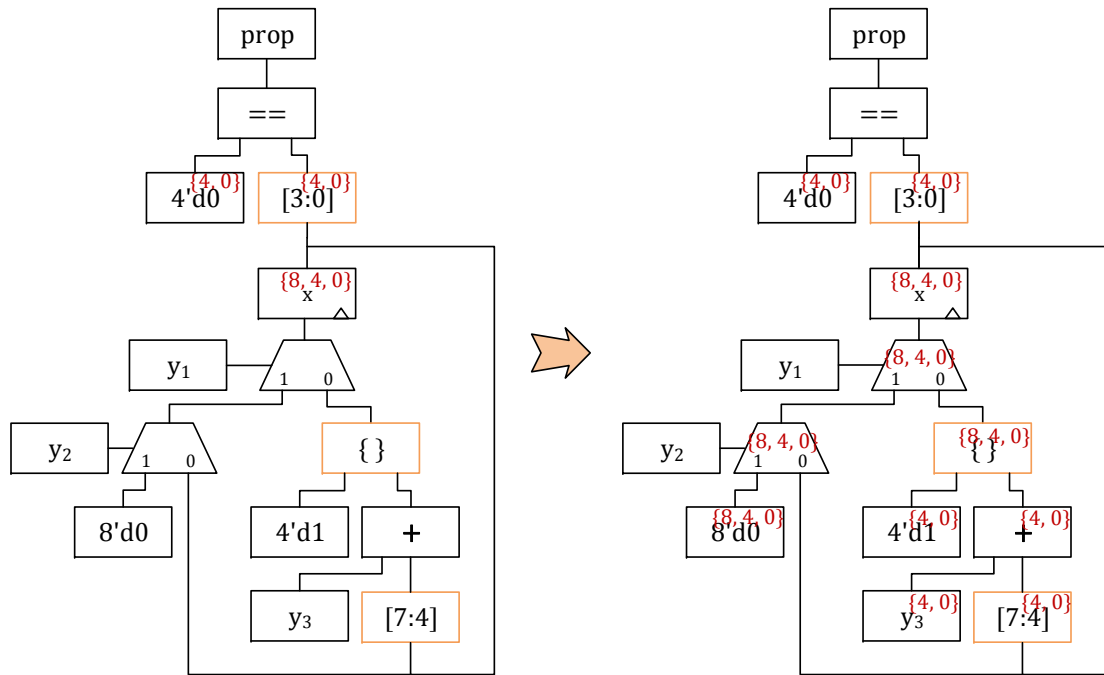 prop
==
4'd0 {4, 0}
[3:0] {4, 0}
{8, 4, 0}
x
y1
1 0
y2
1 0
{ }
8'd0
4'd1
+
y3
[7:4]
prop
==
4'd0 {4, 0}
[3:0] {4, 0}
{8, 4, 0}
x
y1
{8, 4, 0}
1 0
y2
{8, 4, 0}
1 0
{8, 4, 0}
{ }
8'd0 {8, 4, 0}
4'd1 {4, 0}
+ {4, 0}
y3 {4, 0}
[7:4] {4, 0}